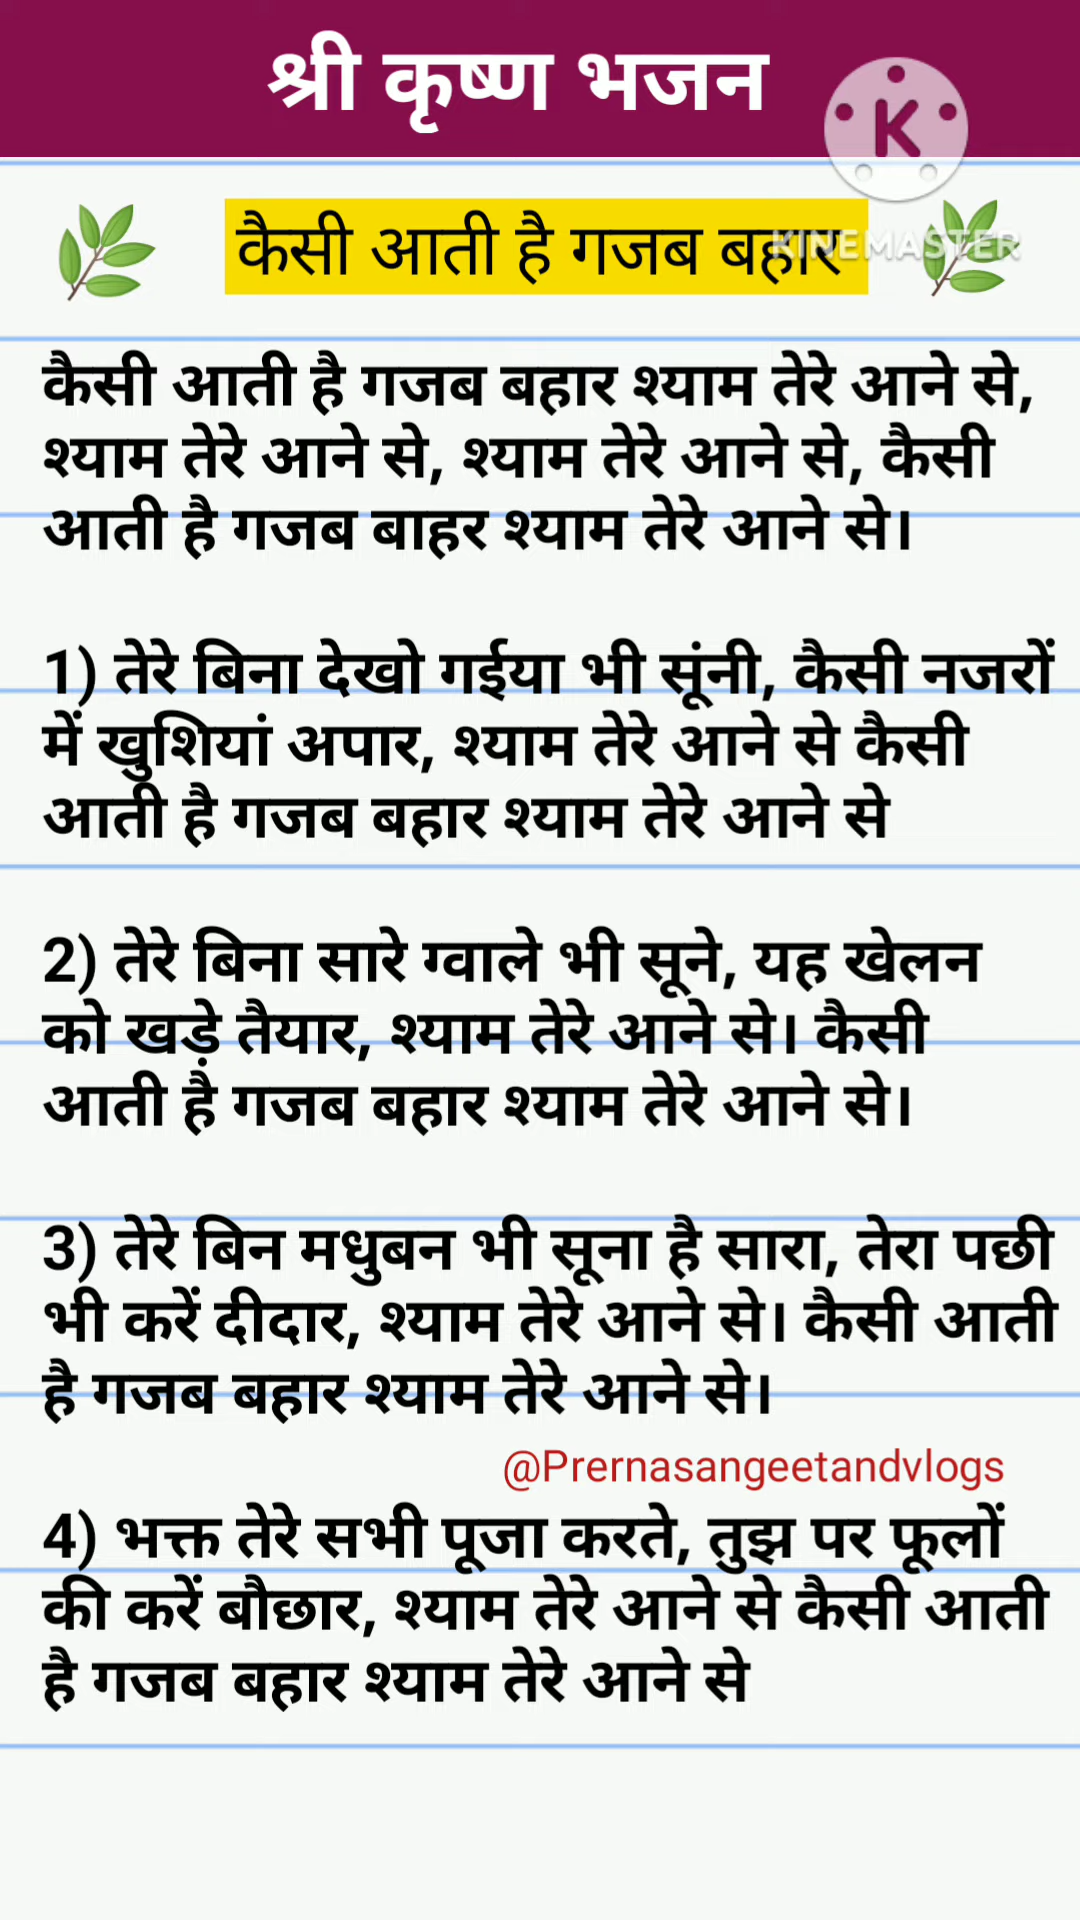 श्री कृष्ण भजन
K
KINEMASTER
कैसी आती है गजब बहार
कैसी आती है गजब बहार श्याम तेरे आने से,
श्याम तेरे आने से, श्याम तेरे आने से, कैसी
आती है गजब बाहर श्याम तेरे आने से।
1) तेरे बिना देखो गईया भी सूंनी, कैसी नजरों
में खुशियां अपार, श्याम तेरे आने से कैसी
आती है गजब बहार श्याम तेरे आने से
2) तेरे बिना सारे ग्वाले भी सूने, यह खेलन
को खड़े तैयार, श्याम तेरे आने से। कैसी
आती है गजब बहार श्याम तेरे आने से।
3) तेरे बिन मधुबन भी सूना है सारा, तेरा पछी
भी करें दीदार, श्याम तेरे आने से। कैसी आती
है गजब बहार श्याम तेरे आने से।
@Prernasangeetandvlogs
4) भक्त तेरे सभी पूजा करते, तुझ पर फूलों
की करें बौछार, श्याम तेरे आने से कैसी आती
है गजब बहार श्याम तेरे आने से